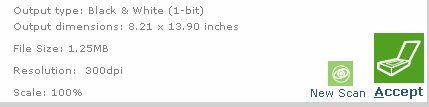 Output type: Black & White (1-bit)
Output dimensions: 8.21 x 13.90 inches
File Size: 1.25MB
Resolution: 300dpi
Scale: 100%
New Scan
Accept